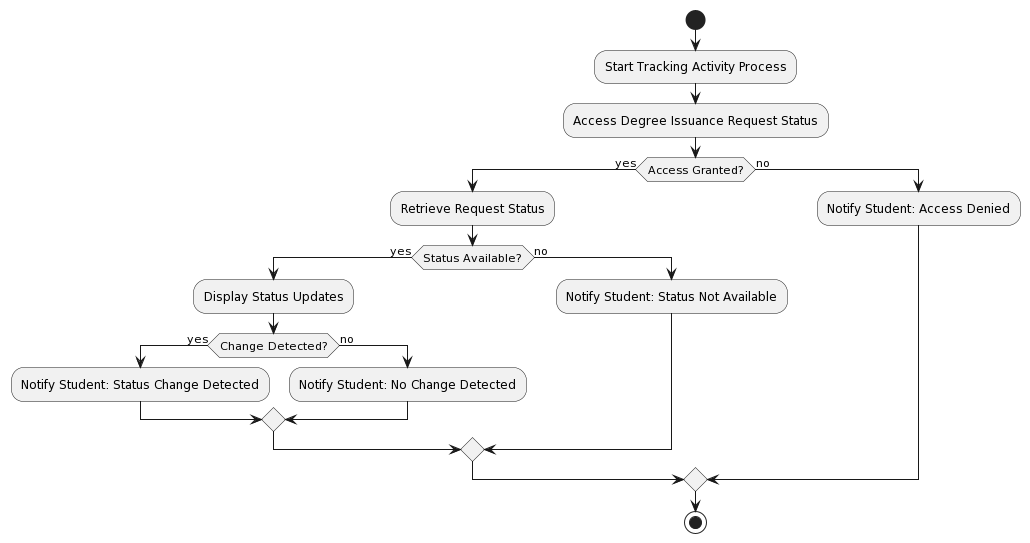 Start Tracking Activity Process
Access Degree Issuance Request Status
yes
Access Granted?
no
Retrieve Request Status
Notify Student: Access Denied
yes
Status Available?
no
Display Status Updates
Notify Student: Status Not Available
yes
Change Detected?
no
Notify Student: Status Change Detected
Notify Student: No Change Detected